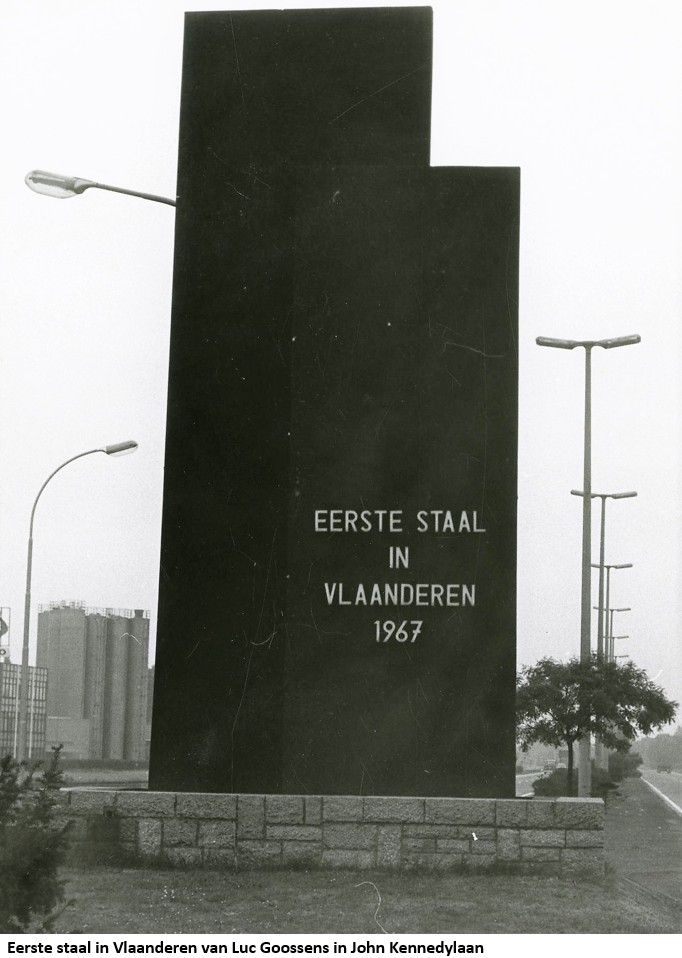 EERSTE STAAL
IN
VLAANDEREN
1967
Eerste staal in Vlaanderen van Luc Goossens in John Kennedylaan